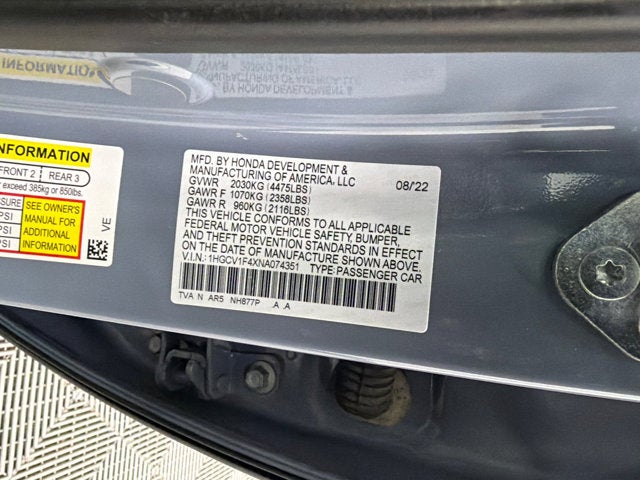 INFORMATION
FRONT 2 REAR 3
exceed 385kg or 850lbs.
SEE OWNER'S
MANUAL FOR
ADDITIONAL
INFORMATION
PSI
PSI
VE
MFD. BY HONDA DEVELOPMENT &
MANUFACTURING OF AMERICA, LLC 08/22
GVWR 2030KG (4475LBS)
GAWR F 1070KG (2358LBS)
GAWR R 960KG (2116LBS)
THIS VEHICLE CONFORMS TO ALL APPLICABLE
FEDERAL MOTOR VEHICLE SAFETY, BUMPER,
AND THEFT PREVENTION STANDARDS IN EFFECT
ON THE DATE OF MANUFACTURE SHOWN ABOVE.
V.I.N.: 1HGCV1F4XNA074351 TYPE: PASSENGER CAR
TVA N AR5 NH877P A A